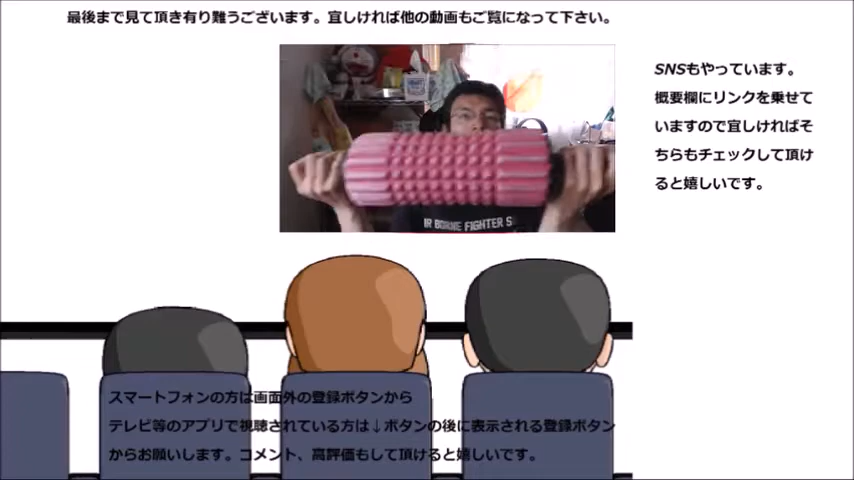 最後まで見て頂き有り難うございます。宜しければ他の動画もご覧になって下さい。
SNSもやっています。
概要欄にリンクを乗せて
いますので宜しければそ
ちらもチェックして頂け
ると嬉しいです。
IR BORNE FIGHTER S
スマートフォンの方は画面外の登録ボタンから
テレビ等のアプリで視聴されている方は↓ボタンの後に表示される登録ボタン
からお願いします。コメント、高評価もして頂けると嬉しいです。